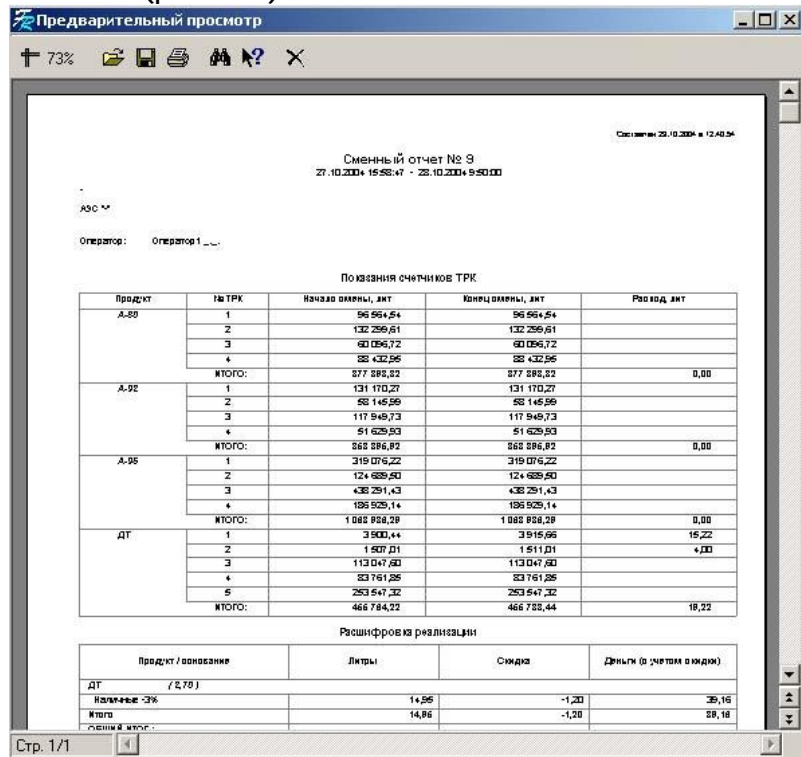 Предварительный просмотр
73%
Составлен в 12:40:54
Сменный отчет № 9
27.10.2004 15:58:47 - 28.10.2004 9:50:00
-
АЗС ""
Оператор: Оператор1 _._.
Показания счетчиков ТРК
Продукт № ТРК Начало смены, лит Конец смены, лит Расход, лит
А-80 1 96 564,54 96 564,54
2 132 299,61 132 299,61
3 60 096,72 60 096,72
4 88 432,95 88 432,95
ИТОГО: 377 393,82 377 393,82 0,00
А-92 1 131 170,27 131 170,27
2 58 145,99 58 145,99
3 117 949,73 117 949,73
4 51 629,93 51 629,93
ИТОГО: 358 895,92 358 895,92 0,00
А-95 1 319 076,22 319 076,22
2 124 689,50 124 689,50
3 438 291,43 438 291,43
4 186 929,14 186 929,14
ИТОГО: 1 068 986,29 1 068 986,29 0,00
ДТ 1 3 900,44 3 915,66 15,22
2 1 507,01 1 511,01 4,00
3 113 047,60 113 047,60
4 83 761,85 83 761,85
5 253 547,32 253 547,32
ИТОГО: 455 764,22 455 783,44 19,22
Расшифровка реализации
Продукт / основание Литры Скидка Деньги (с учетом скидки)
ДТ ( 2,70 )
Наличные -3% 14,95 -1,20 39,16
Итого 14,95 -1,20 39,16
ОБЩИЙ ИТОГ :
Стр. 1/1